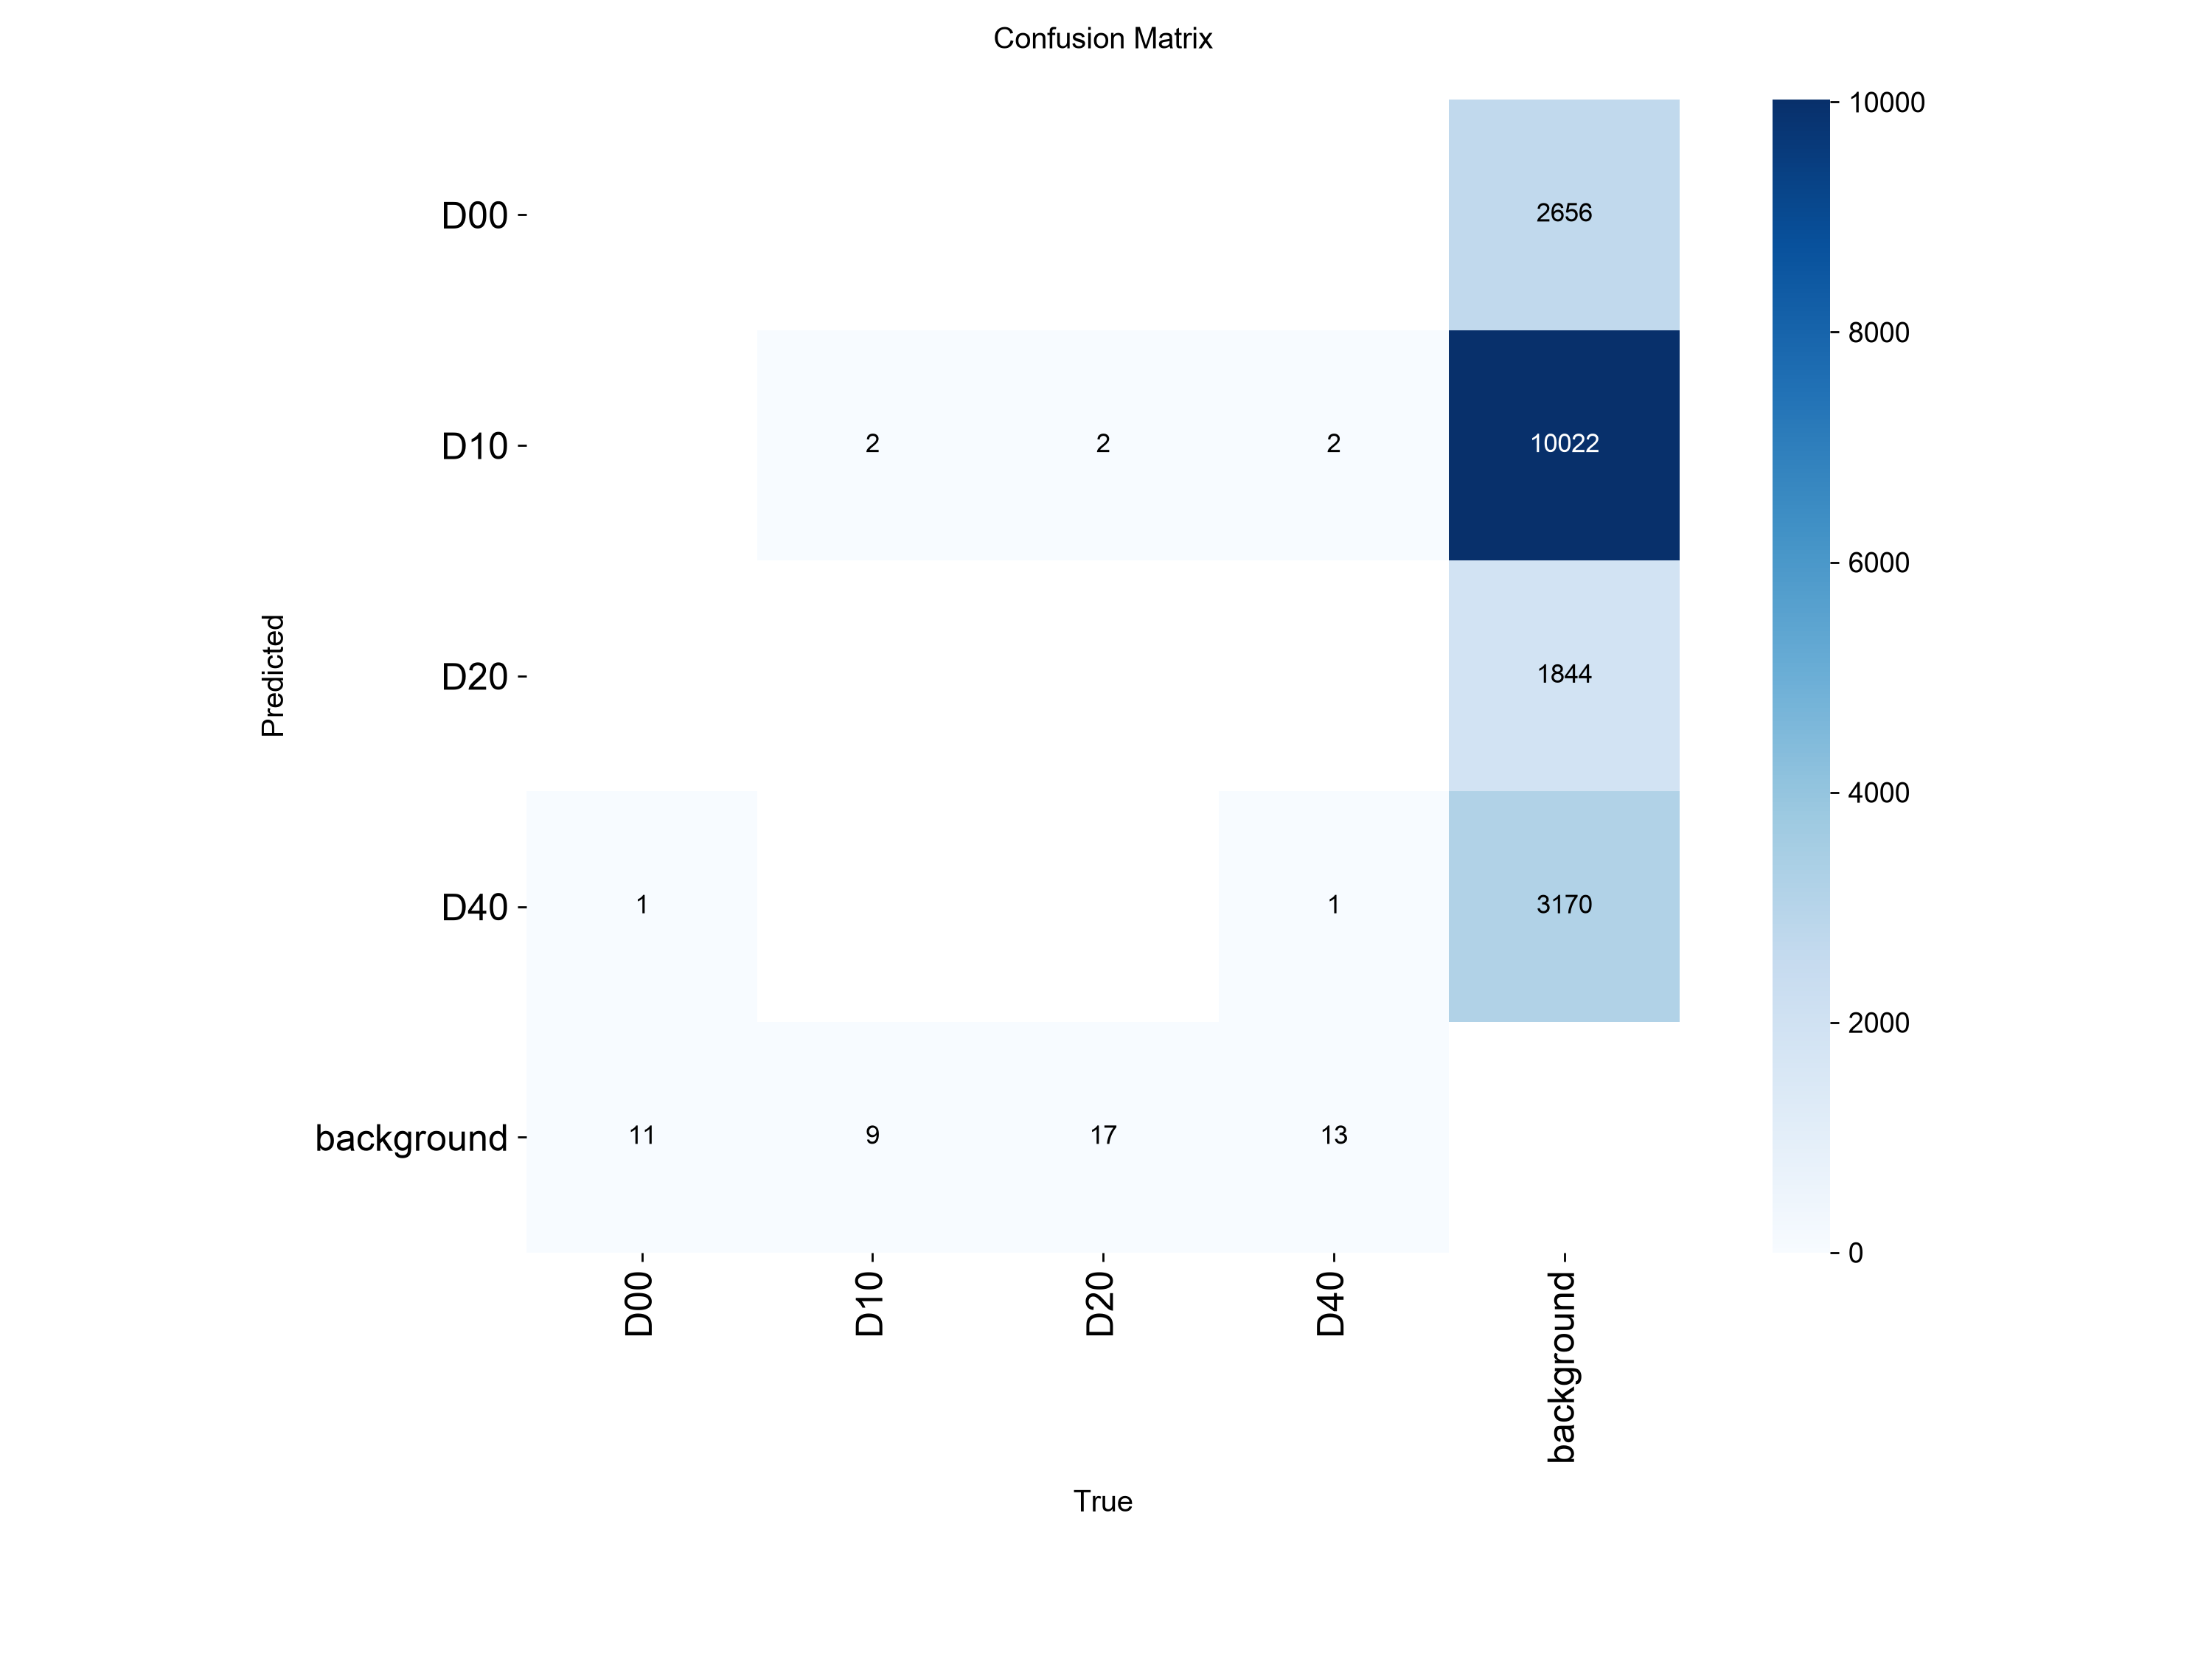 Confusion Matrix
10000
D00
2656
8000
D10
2 2 2 10022
6000
Predicted
D20
1844
4000
D40
1 1 3170
2000
background
11 9 17 13
0
D00
D10
D20
D40
background
True